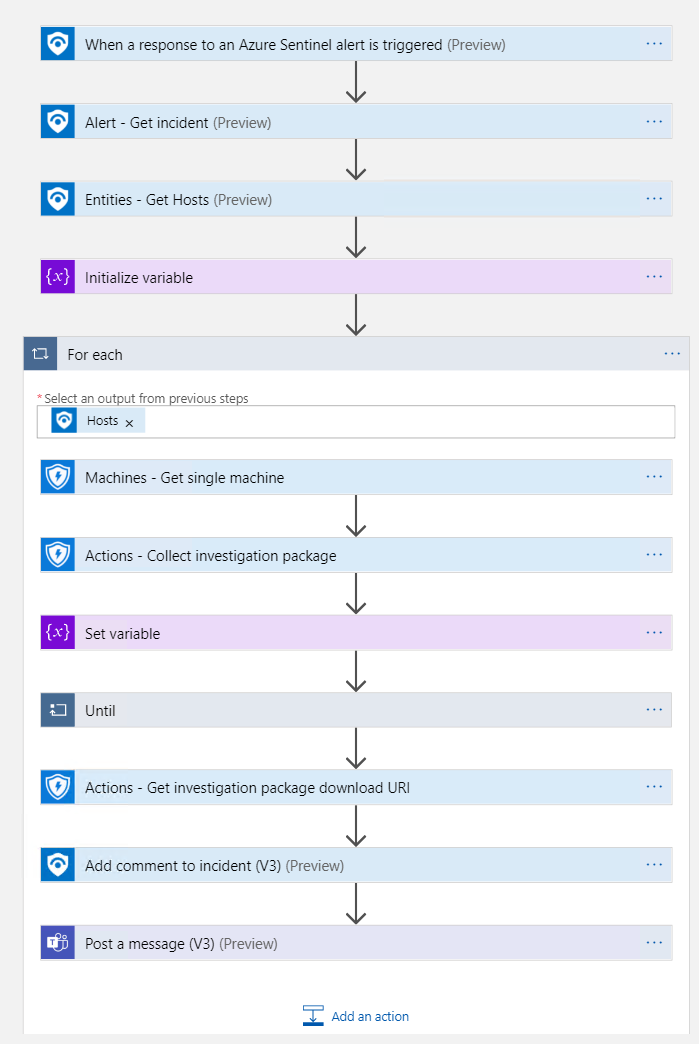 When a response to an Azure Sentinel alert is triggered (Preview)
Alert - Get incident (Preview)
Entities - Get Hosts (Preview)
{x} Initialize variable
For each
* Select an output from previous steps
Hosts ×
Machines - Get single machine
Actions - Collect investigation package
{x} Set variable
Until
Actions - Get investigation package download URI
Add comment to incident (V3) (Preview)
Post a message (V3) (Preview)
Add an action